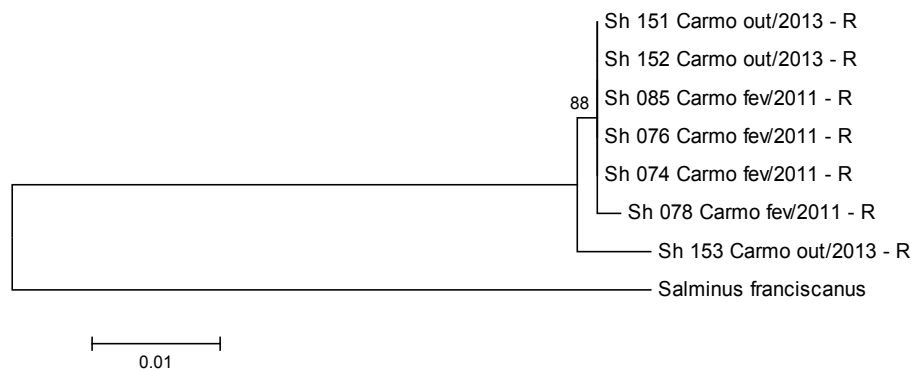 Sh 151 Carmo out/2013 - R
Sh 152 Carmo out/2013 - R
Sh 085 Carmo fev/2011 - R
88
Sh 076 Carmo fev/2011 - R
Sh 074 Carmo fev/2011 - R
Sh 078 Carmo fev/2011 - R
Sh 153 Carmo out/2013 - R
Salminus franciscanus
0.01